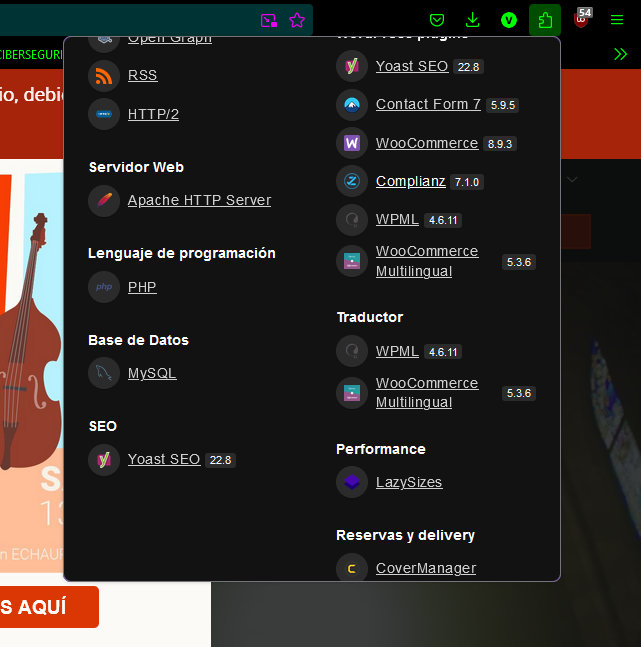 54
CIBERSEGURI
io, debid
Open Graph
RSS
HTTP/2
Servidor Web
Apache HTTP Server
Lenguaje de programación
php
PHP
Base de Datos
MySQL
SEO
Yoast SEO 22.8
WordPress plugins
Yoast SEO 22.8
Contact Form 7 5.9.5
WooCommerce 8.9.3
Complianz 7.1.0
WPML 4.6.11
WooCommerce
Multilingual 5.3.6
Traductor
WPML 4.6.11
WooCommerce
Multilingual 5.3.6
Performance
LazySizes
Reservas y delivery
CoverManager
S
13
n ECHAUR
S AQUÍ